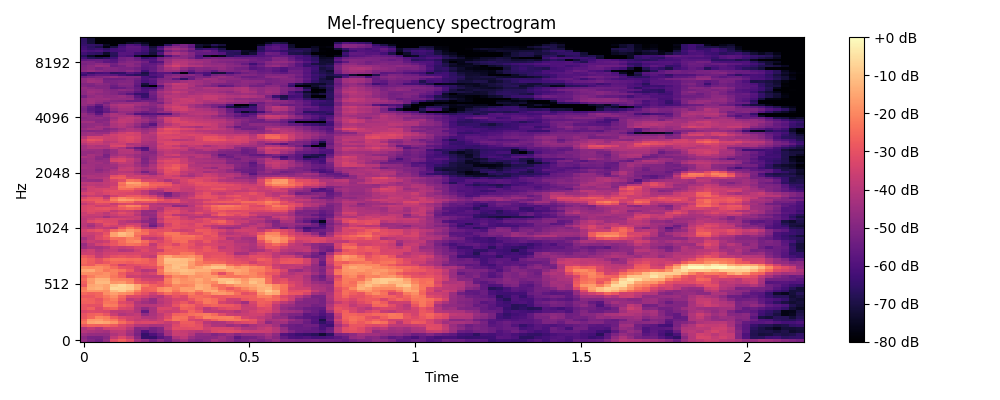 Mel-frequency spectrogram
Hz
8192
4096
2048
1024
512
0
0
0.5
1
1.5
2
Time
+0 dB
-10 dB
-20 dB
-30 dB
-40 dB
-50 dB
-60 dB
-70 dB
-80 dB